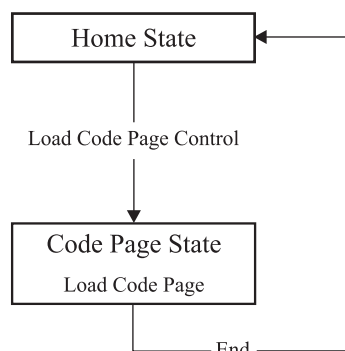 Home State
Load Code Page Control
Code Page State
Load Code Page
End